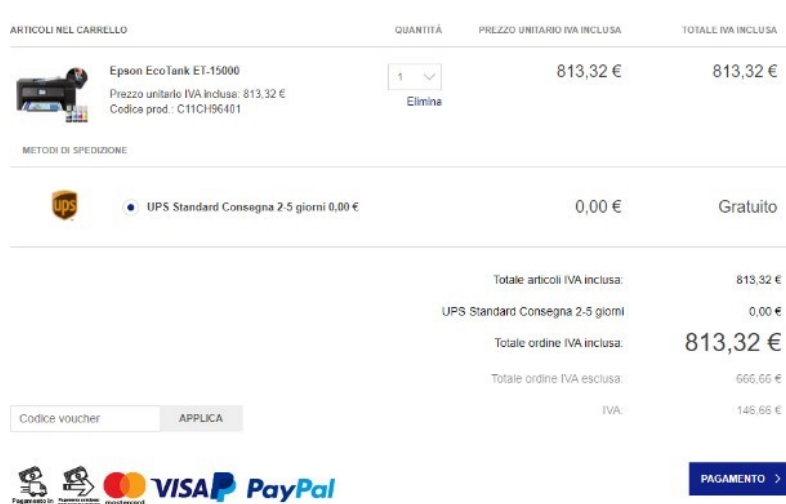 ARTICOLI NEL CARRELLO QUANTITÀ PREZZO UNITARIO IVA INCLUSA TOTALE IVA INCLUSA
Epson EcoTank ET-15000 1 813,32 € 813,32 €
Prezzo unitario IVA inclusa: 813,32 €
Codice prod.: C11CH96401
Elimina
METODI DI SPEDIZIONE
ups UPS Standard Consegna 2-5 giorni 0,00 € 0,00 € Gratuito
Totale articoli IVA inclusa: 813,32 €
UPS Standard Consegna 2-5 giorni 0,00 €
Totale ordine IVA inclusa: 813,32 €
Totale ordine IVA esclusa: 666,66 €
IVA: 146,66 €
Codice voucher APPLICA
Pagamento in mastercard VISA PayPal
PAGAMENTO >